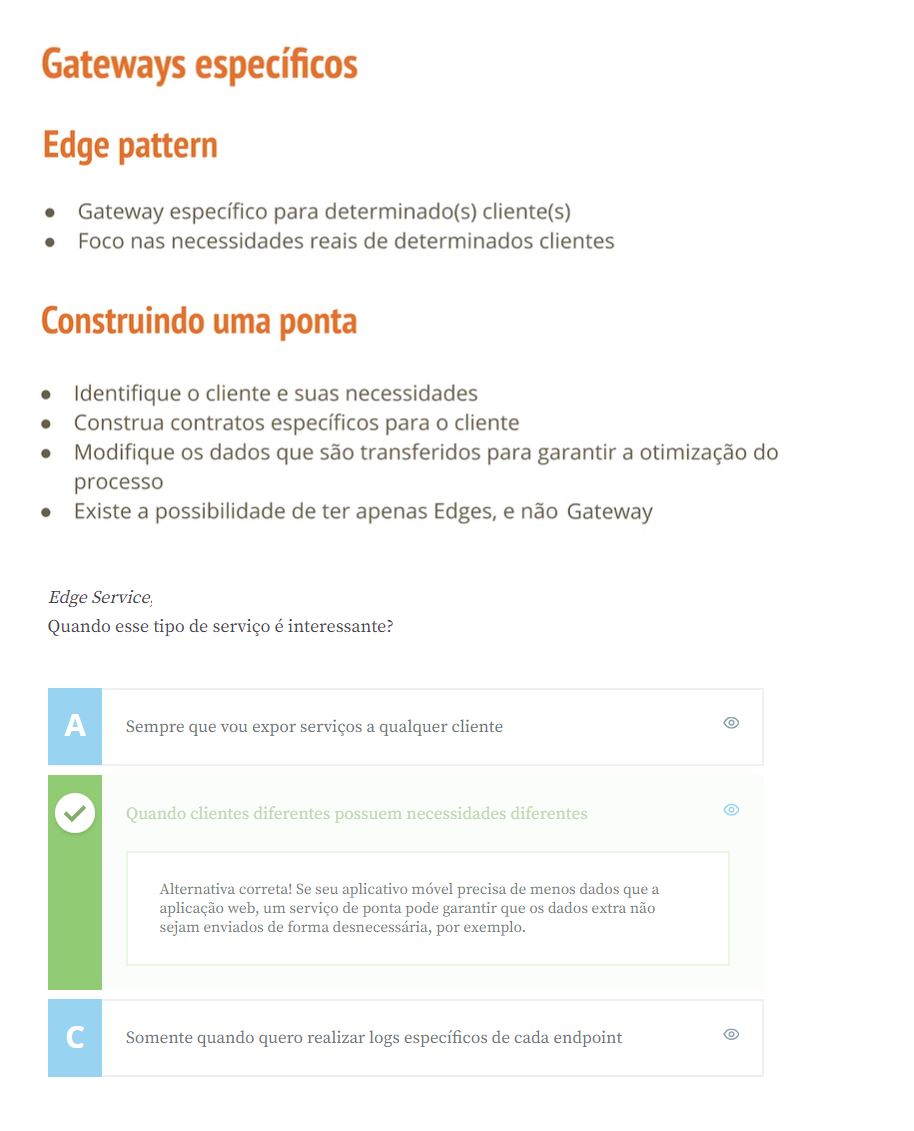 Gateways específicos
Edge pattern
● Gateway específico para determinado(s) cliente(s)
● Foco nas necessidades reais de determinados clientes
Construindo uma ponta
● Identifique o cliente e suas necessidades
● Construa contratos específicos para o cliente
● Modifique os dados que são transferidos para garantir a otimização do
processo
● Existe a possibilidade de ter apenas Edges, e não Gateway
Edge Service,
Quando esse tipo de serviço é interessante?
A
Sempre que vou expor serviços a qualquer cliente
Quando clientes diferentes possuem necessidades diferentes
Alternativa correta! Se seu aplicativo móvel precisa de menos dados que a
aplicação web, um serviço de ponta pode garantir que os dados extra não
sejam enviados de forma desnecessária, por exemplo.
C
Somente quando quero realizar logs específicos de cada endpoint